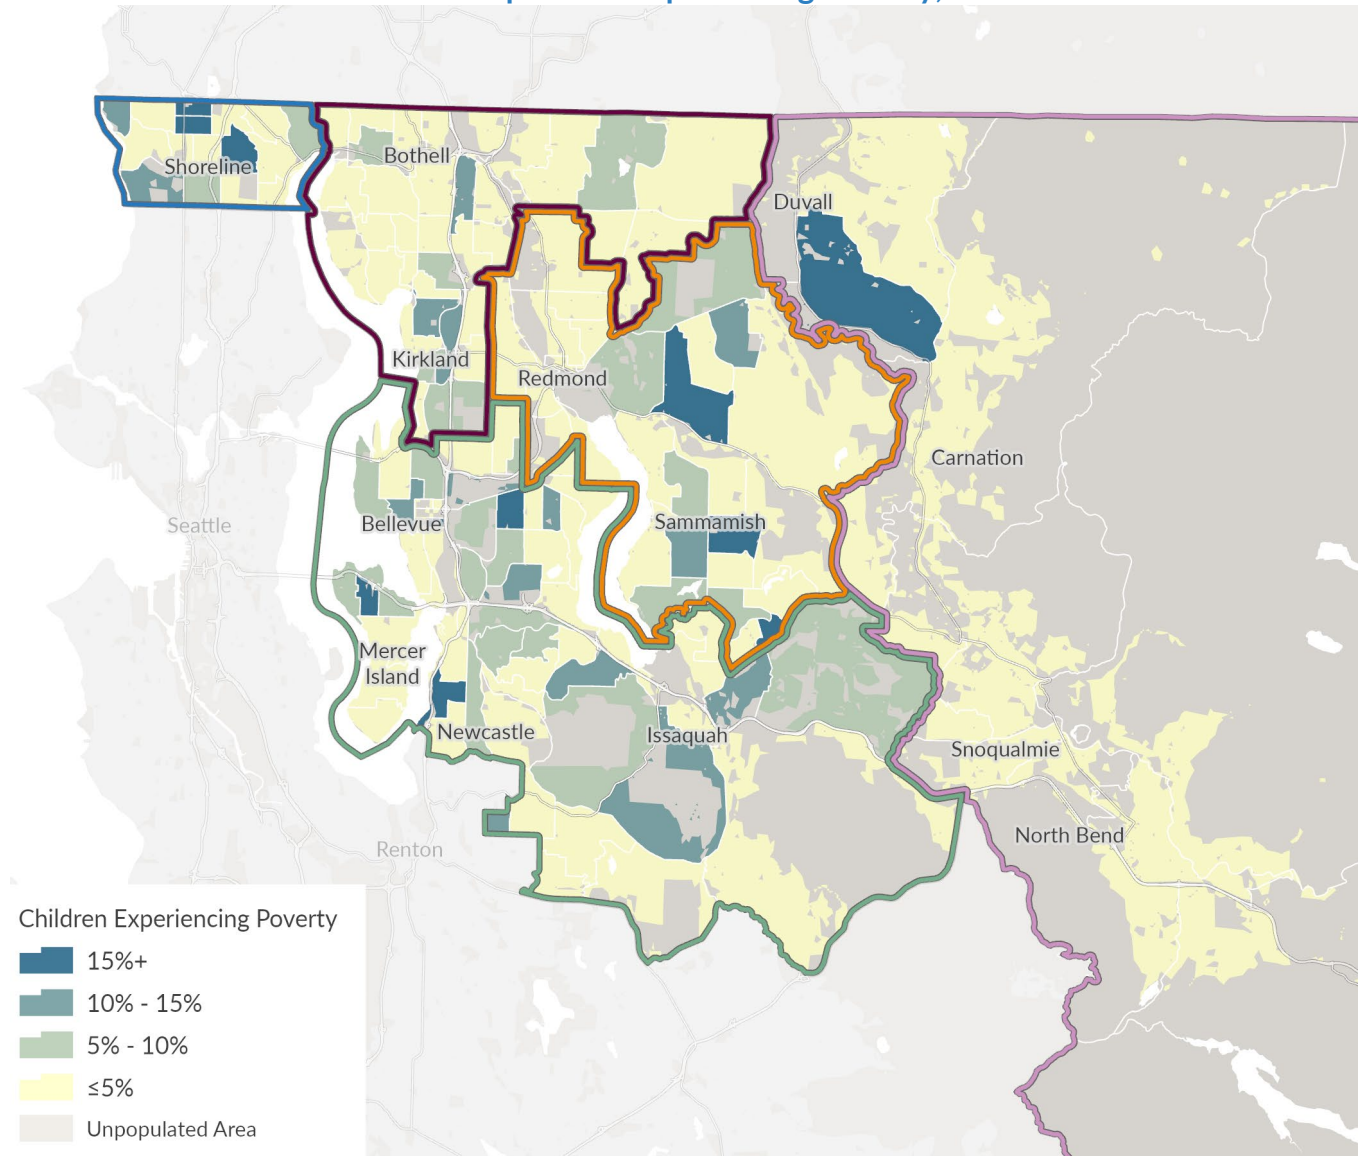 Shoreline
Bothell
Duvall
Kirkland
Redmond
Carnation
Seattle
Bellevue
Sammamish
Mercer
Island
Newcastle
Issaquah
Snoqualmie
North Bend
Renton
Children Experiencing Poverty
15%+
10% - 15%
5% - 10%
≤5%
Unpopulated Area